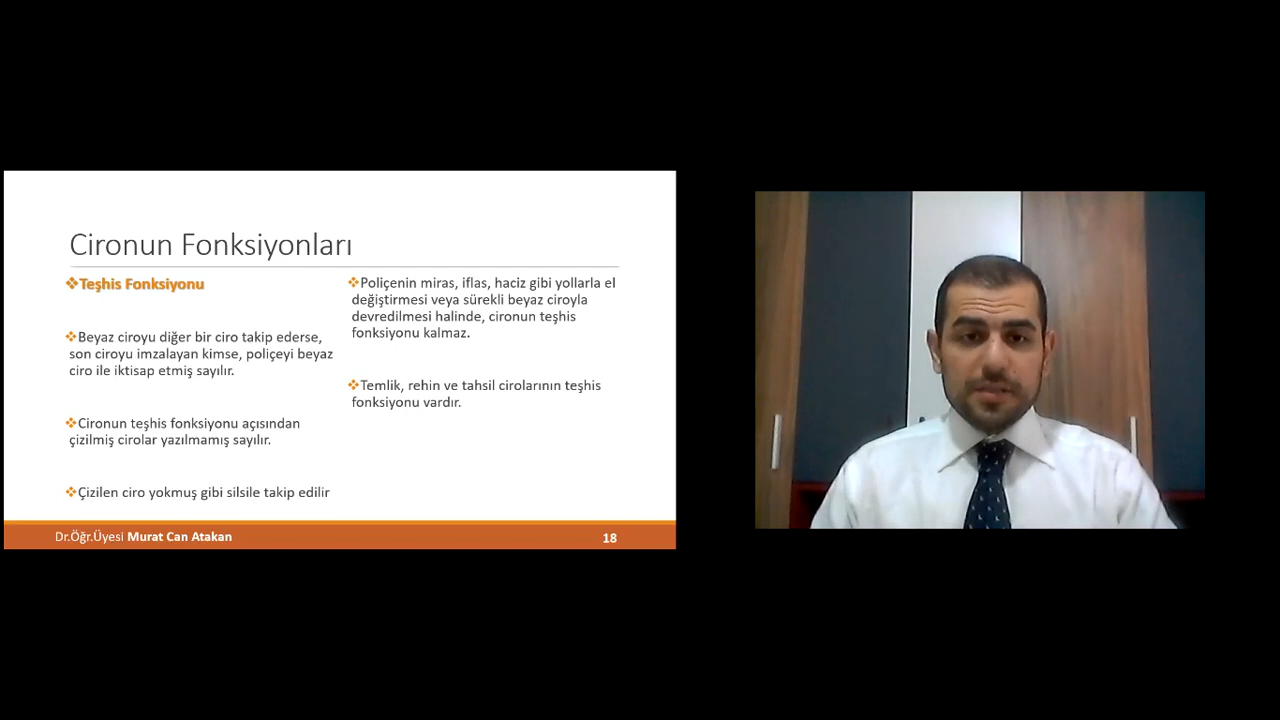 Cironun Fonksiyonları
❖Teşhis Fonksiyonu
❖Beyaz ciroyu diğer bir ciro takip ederse,
son ciroyu imzalayan kimse, poliçeyi beyaz
ciro ile iktisap etmiş sayılır.
❖Cironun teşhis fonksiyonu açısından
çizilmiş cirolar yazılmamış sayılır.
❖Çizilen ciro yokmuş gibi silsile takip edilir
❖Poliçenin miras, iflas, haciz gibi yollarla el
değiştirmesi veya sürekli beyaz ciroyla
devredilmesi halinde, cironun teşhis
fonksiyonu kalmaz.
❖Temlik, rehin ve tahsil cirolarının teşhis
fonksiyonu vardır.
Dr.Öğr.Üyesi Murat Can Atakan
18